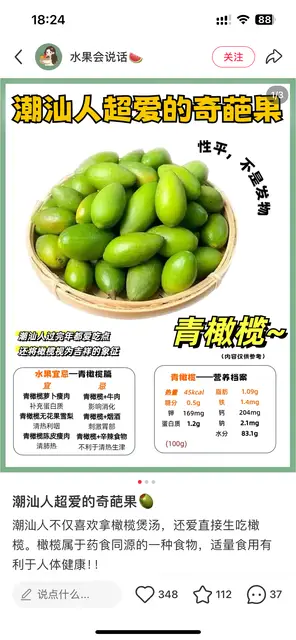 18:24
88
水果会说话🍉
关注
1/3
潮汕人超爱的奇葩果
性平，不是发物
潮汕人过完年都爱吃点
还将橄榄视为吉祥的象征
青橄榄~
（内容仅供参考）
水果宜忌—青橄榄篇
宜 忌
青橄榄萝卜瘦肉 青橄榄+牛肉
补充蛋白质 影响消化
青橄榄无花果雪梨 青橄榄+烟酒
清热利咽 刺激胃部
青橄榄陈皮瘦肉 青橄榄+辛辣食物
清肺热 不利于清热生津
青橄榄——营养档案
热量 45kcal 脂肪 1.09g
糖分 0.5g 铁 1.4mg
钾 169mg 钙 204mg
蛋白质 1.2g 钠 2.1mg
水分 83.1g
(100g)
潮汕人超爱的奇葩果🫒
潮汕人不仅喜欢拿橄榄煲汤，还爱直接生吃橄
榄。橄榄属于药食同源的一种食物，适量食用有
利于人体健康!!
说点什么...
348
112
37